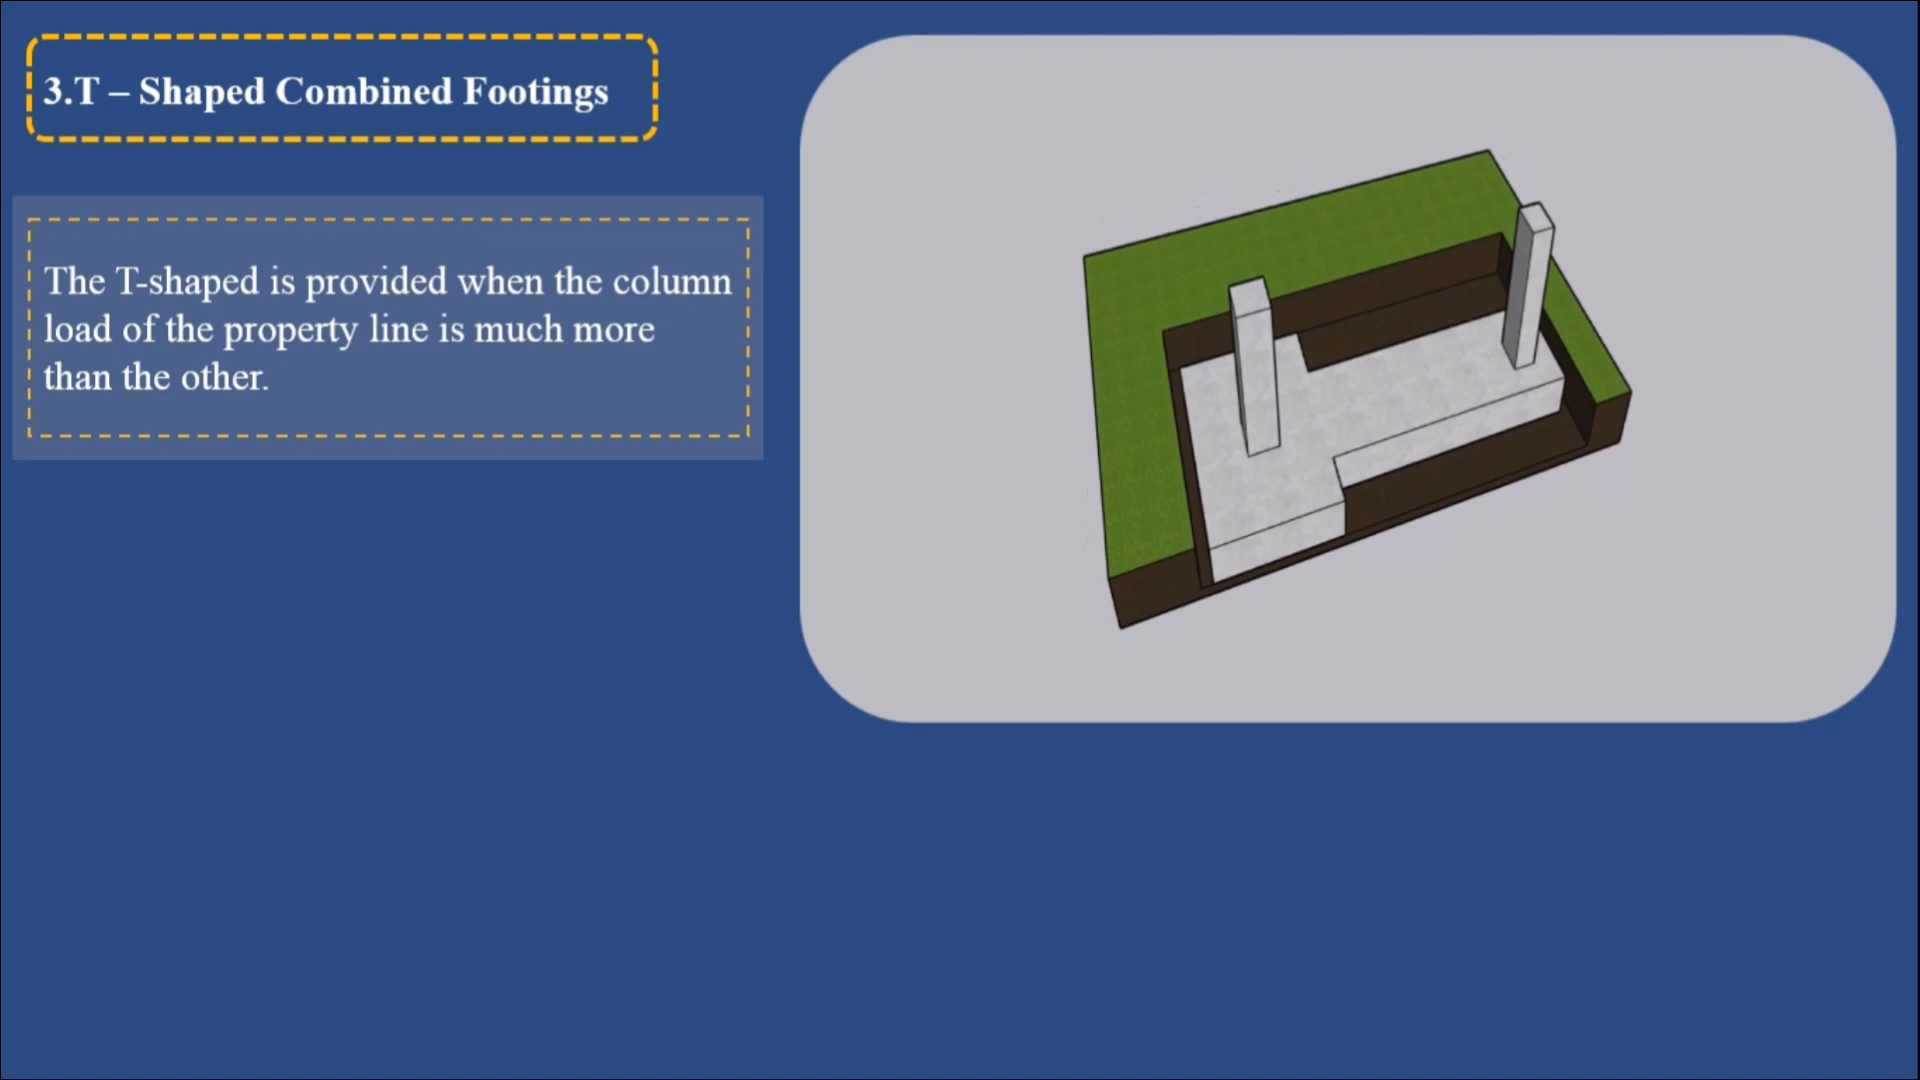 3.T – Shaped Combined Footings
The T-shaped is provided when the column
load of the property line is much more
than the other.